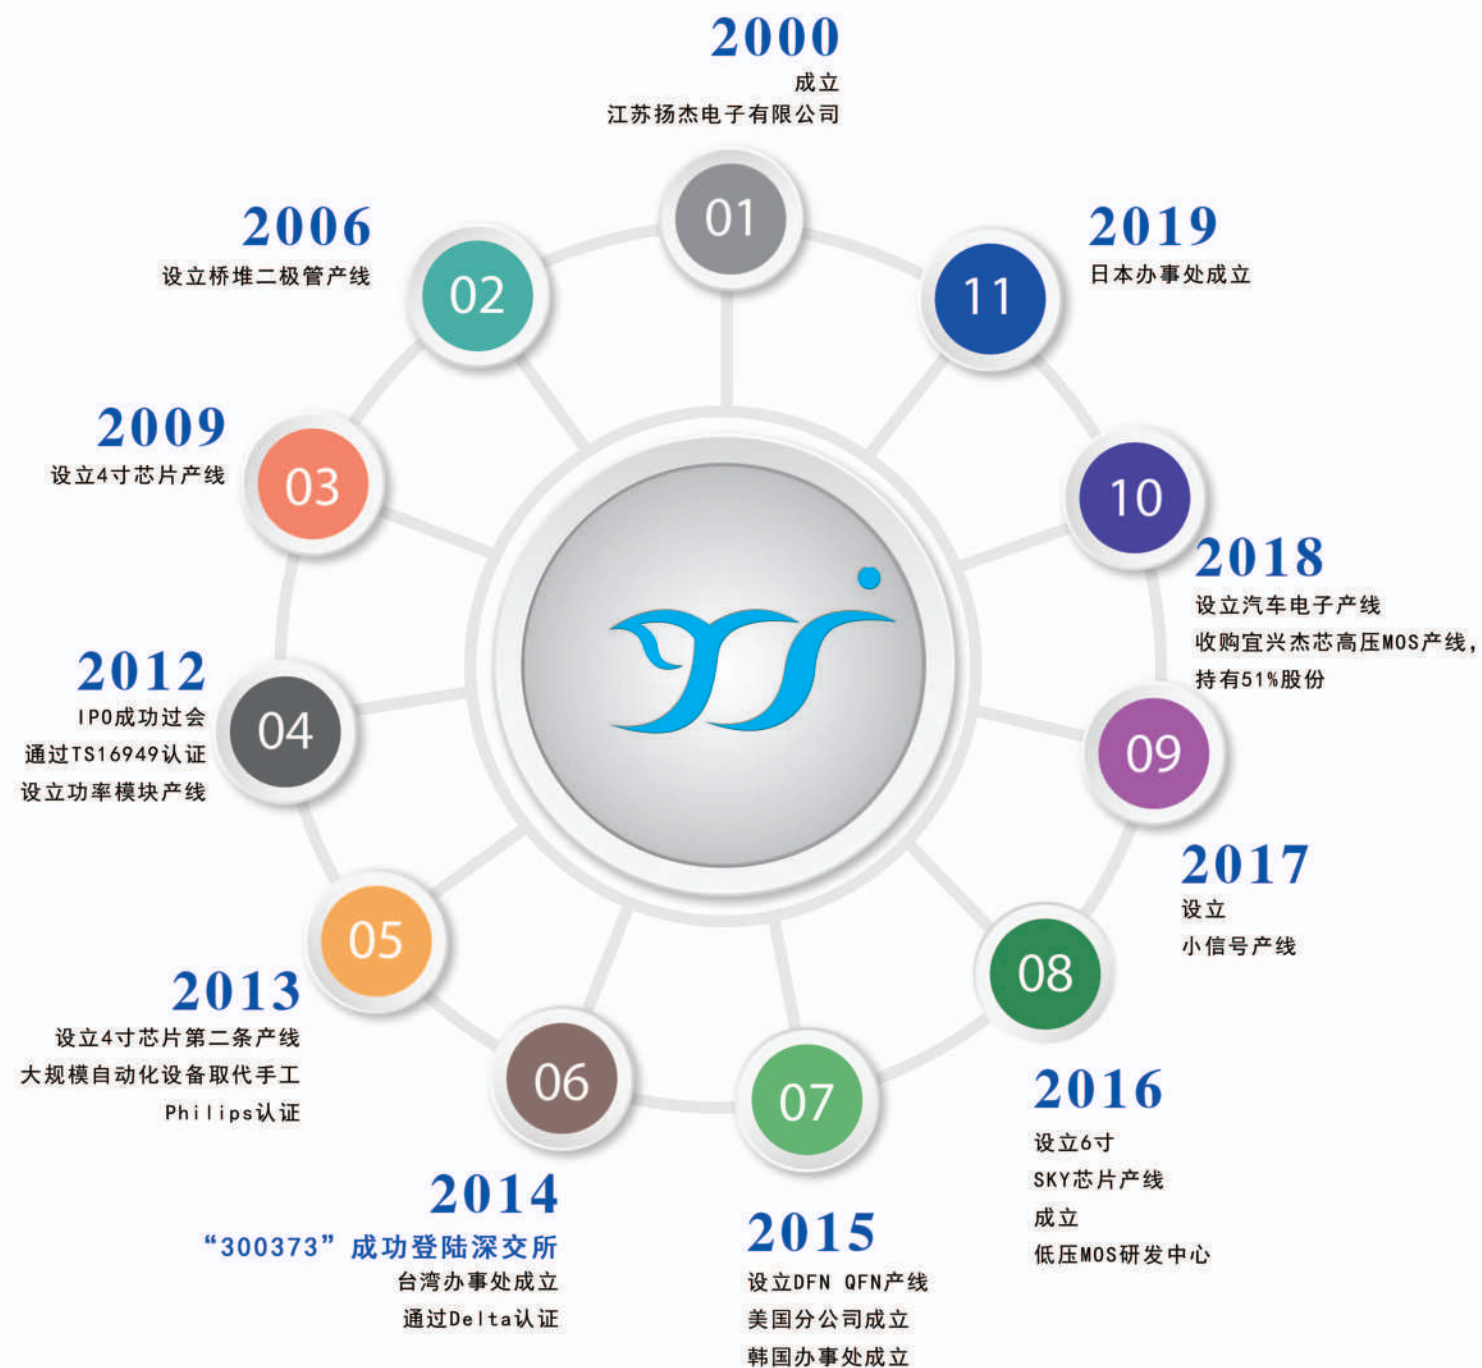 2000
成立
江苏扬杰电子有限公司
01
2006
设立桥堆二极管产线
02
2009
设立4寸芯片产线
03
2012
IPO成功过会
通过TS16949认证
设立功率模块产线
04
2013
设立4寸芯片第二条产线
大规模自动化设备取代手工
Philips认证
05
2014
“300373”成功登陆深交所
台湾办事处成立
通过Delta认证
06
2015
设立DFN QFN产线
美国分公司成立
韩国办事处成立
07
2016
设立6寸
SKY芯片产线
成立
低压MOS研发中心
08
2017
设立
小信号产线
09
2018
设立汽车电子产线
收购宜兴杰芯高压MOS产线，
持有51%股份
10
2019
日本办事处成立
11